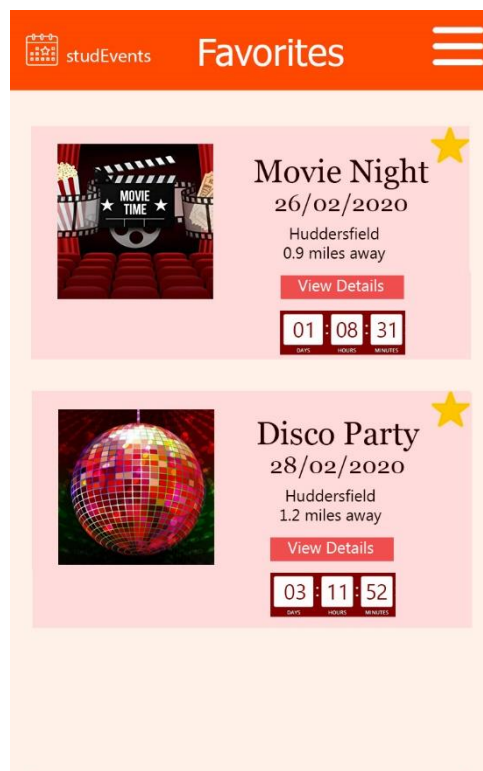 studEvents
Favorites
MOVIE
TIME
Movie Night
26/02/2020
Huddersfield
0.9 miles away
View Details
01 : 08 : 31
DAYS HOURS MINUTES
Disco Party
28/02/2020
Huddersfield
1.2 miles away
View Details
03 : 11 : 52
DAYS HOURS MINUTES